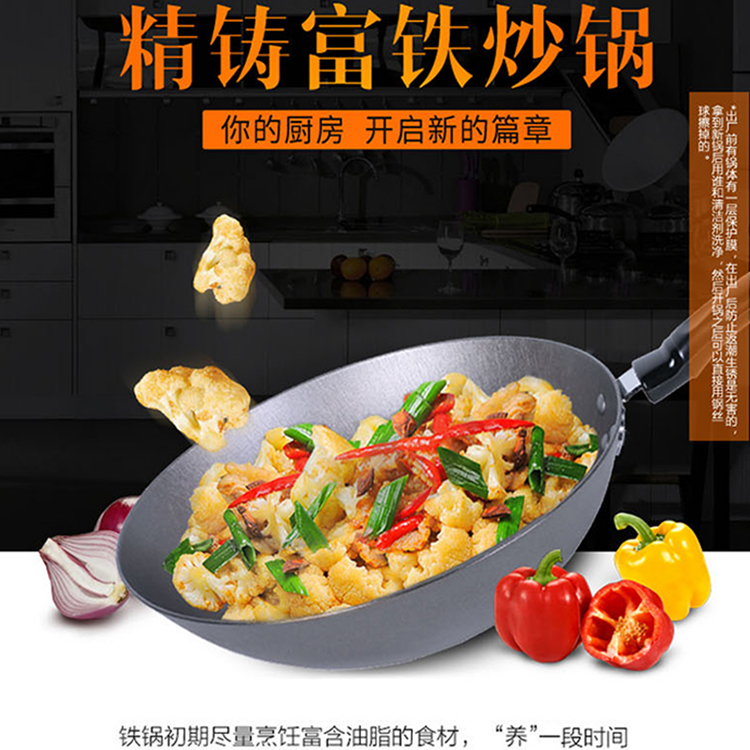 精铸富铁炒锅
你的厨房 开启新的篇章
*出厂前有锅体有一层保护膜，在出厂后防止返潮生锈是无害的，
拿到新锅后用谁和清洁剂洗净，然后开锅之后可以直接用钢丝
球擦掉的。
铁锅初期尽量烹饪富含油脂的食材，“养”一段时间